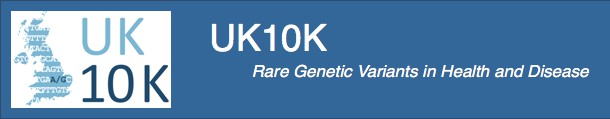 UK
10K
A/G
UK10K
Rare Genetic Variants in Health and Disease